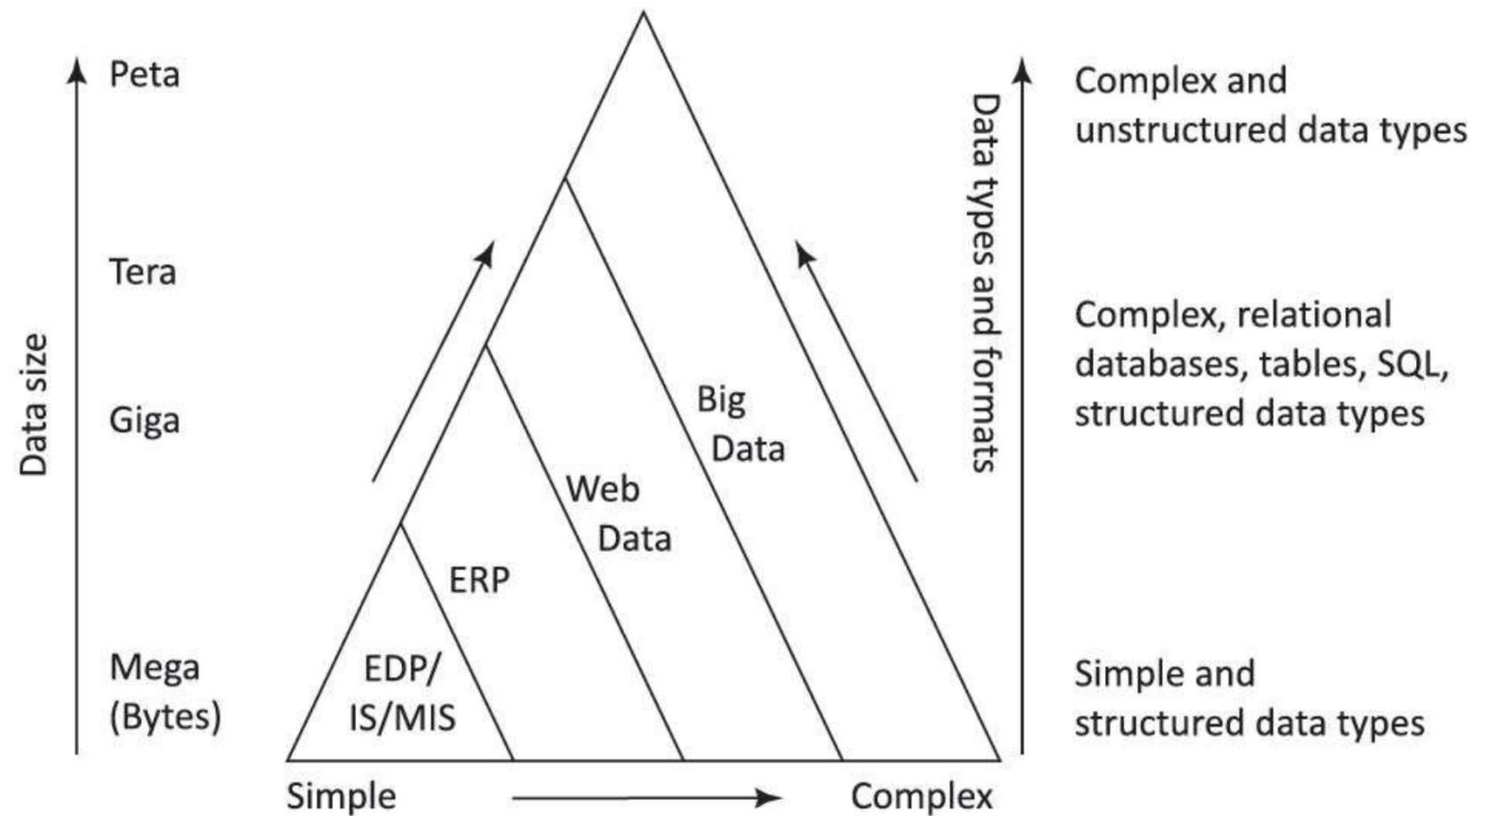 Peta
Tera
Giga
Mega
(Bytes)
Data size
Big
Data
Web
Data
ERP
EDP/
IS/MIS
Simple
Complex
Data types and formats
Complex and
unstructured data types
Complex, relational
databases, tables, SQL,
structured data types
Simple and
structured data types